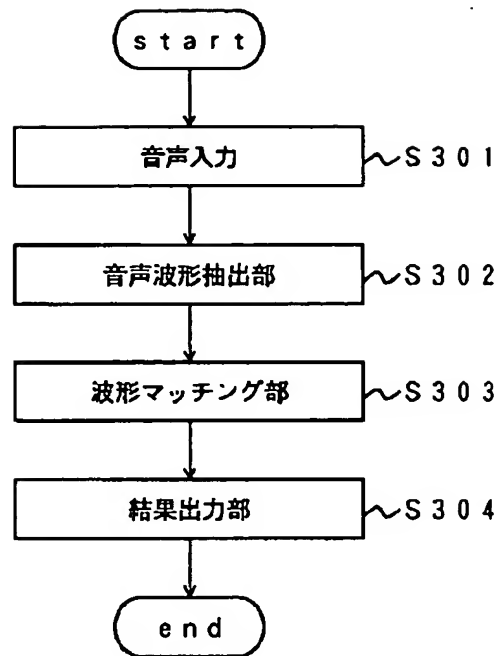 start
音声入力 S301
音声波形抽出部 S302
波形マッチング部 S303
結果出力部 S304
end